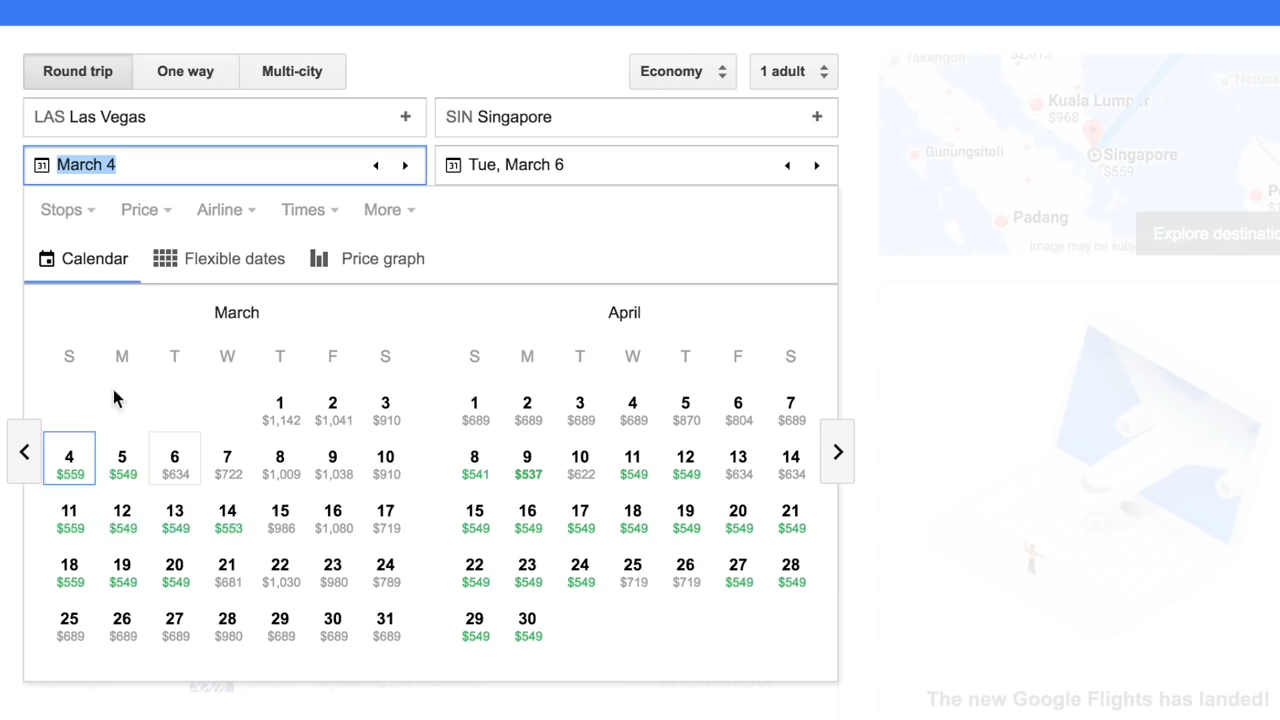 Round trip One way Multi-city Economy 1 adult
LAS Las Vegas + SIN Singapore +
31 March 4 31 Tue, March 6
Stops Price Airline Times More
Calendar Flexible dates Price graph
March April
S M T W T F S S M T W T F S
1 2 3 1 2 3 4 5 6 7
$1,142 $1,041 $910 $689 $689 $689 $689 $870 $804 $689
4 5 6 7 8 9 10 8 9 10 11 12 13 14
$559 $549 $634 $722 $1,009 $1,038 $910 $541 $537 $622 $549 $549 $634 $634
11 12 13 14 15 16 17 15 16 17 18 19 20 21
$559 $549 $549 $553 $986 $1,080 $719 $549 $549 $549 $549 $549 $549 $549
18 19 20 21 22 23 24 22 23 24 25 26 27 28
$559 $549 $549 $681 $1,030 $980 $789 $549 $549 $549 $719 $719 $549 $549
25 26 27 28 29 30 31 29 30
$689 $689 $689 $980 $689 $689 $689 $549 $549
Takengon
Kuala Lumpur
$968
Gunungsitoli
Singapore
$559
Padang
image may be subj
Explore destinatio
The new Google Flights has landed!